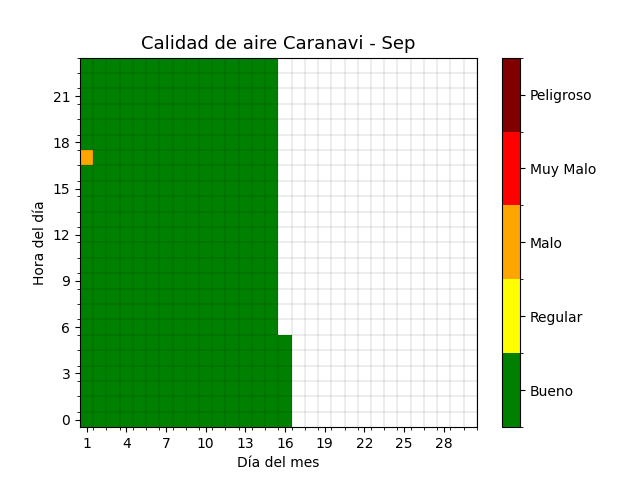 Calidad de aire Caranavi - Sep
Hora del día
21
18
15
12
9
6
3
0
1 4 7 10 13 16 19 22 25 28
Día del mes
Peligroso
Muy Malo
Malo
Regular
Bueno